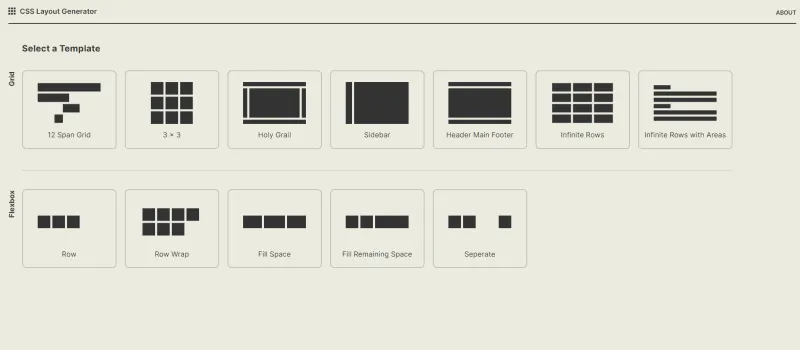 CSS Layout Generator
ABOUT
Select a Template
Grid
12 Span Grid
3 × 3
Holy Grail
Sidebar
Header Main Footer
Infinite Rows
Infinite Rows with Areas
Flexbox
Row
Row Wrap
Fill Space
Fill Remaining Space
Seperate